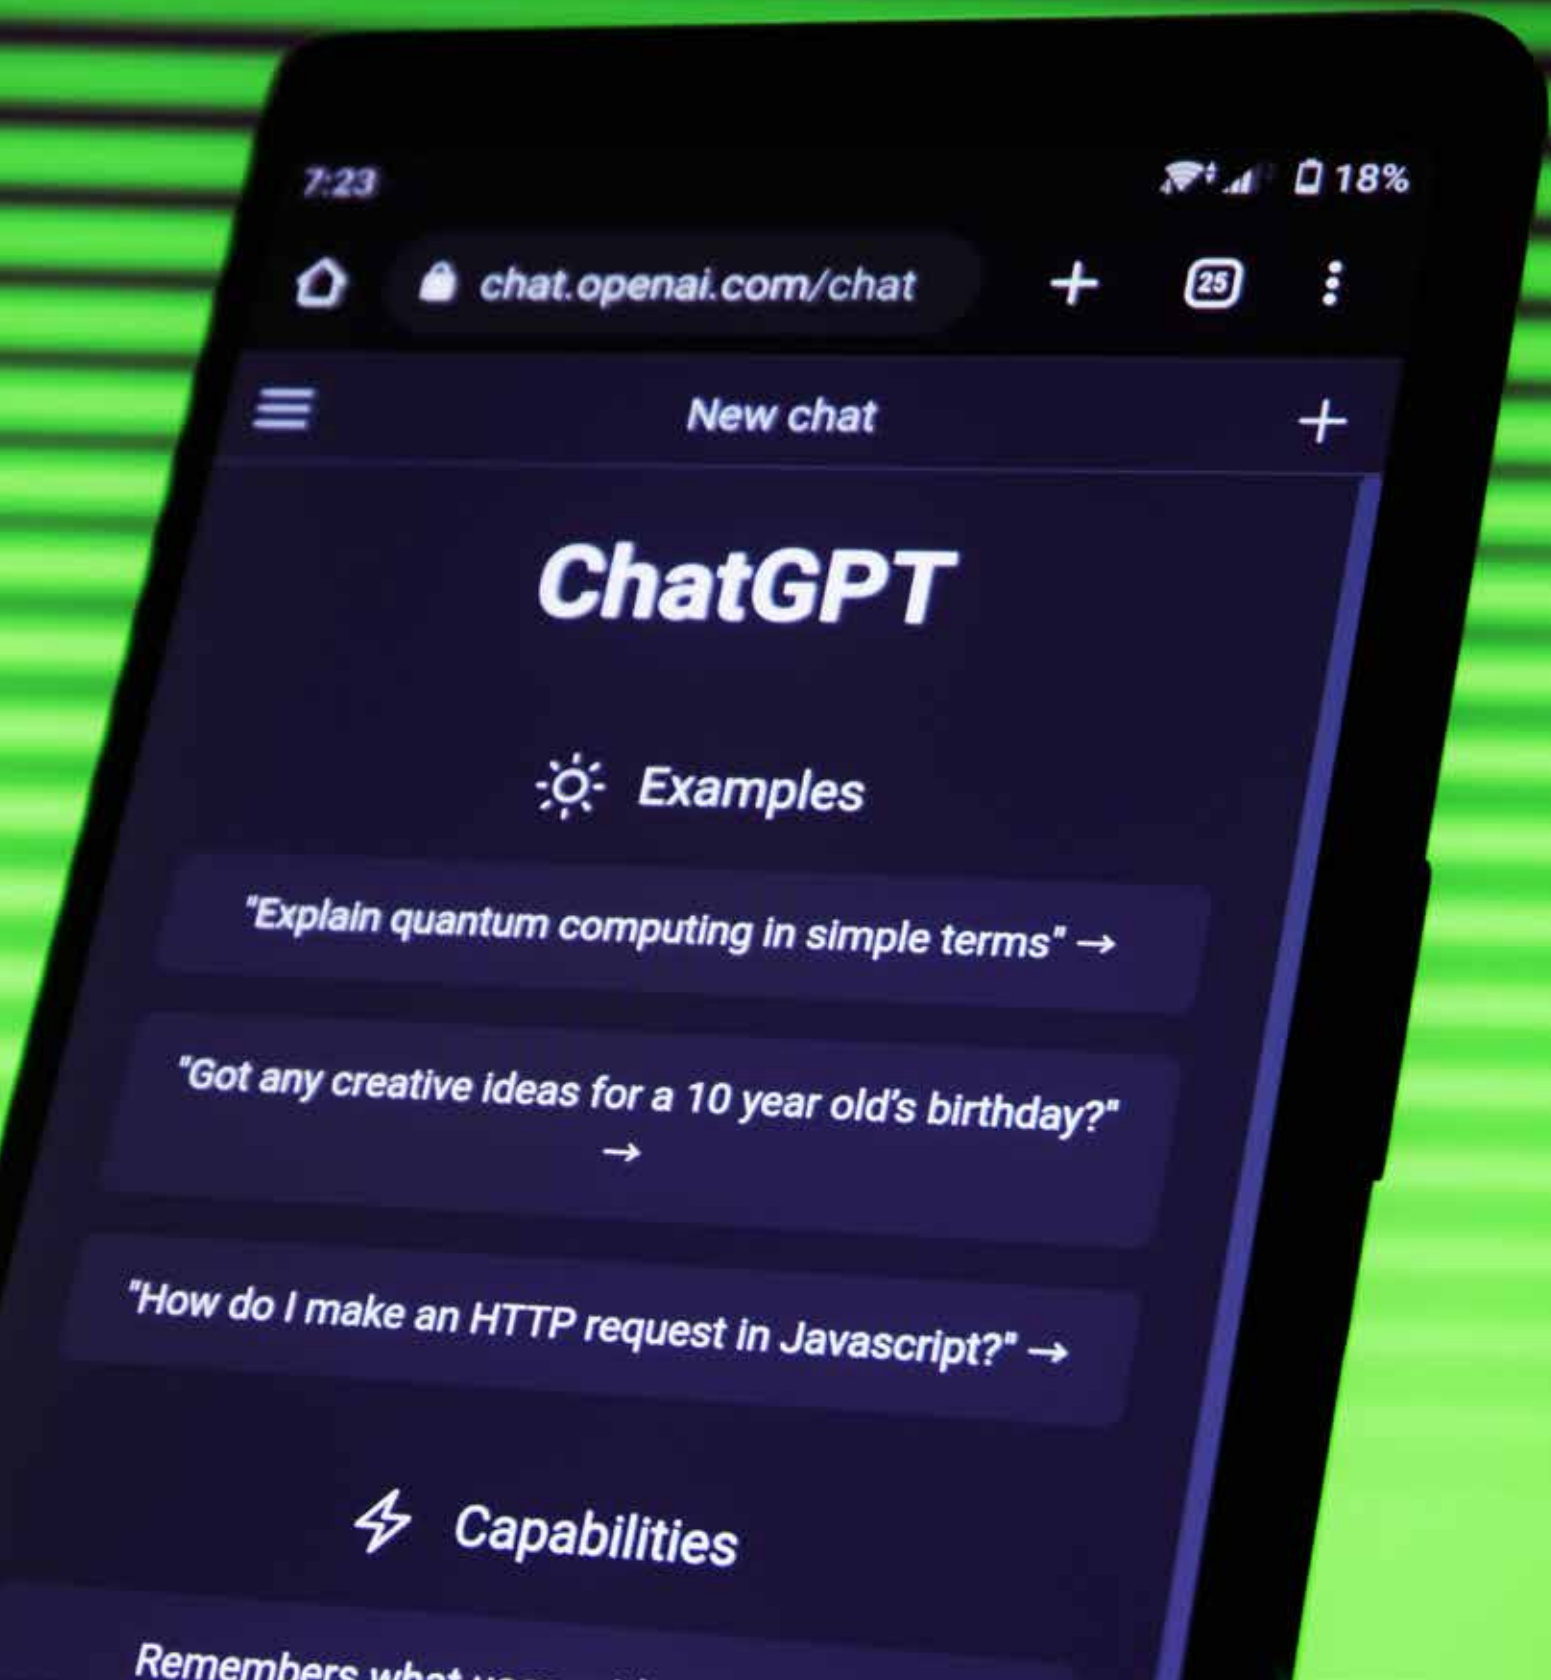 7:23 18%
chat.openai.com/chat 25
New chat
ChatGPT
Examples
"Explain quantum computing in simple terms" →
"Got any creative ideas for a 10 year old's birthday?"
→
"How do I make an HTTP request in Javascript?" →
Capabilities
Remembers what